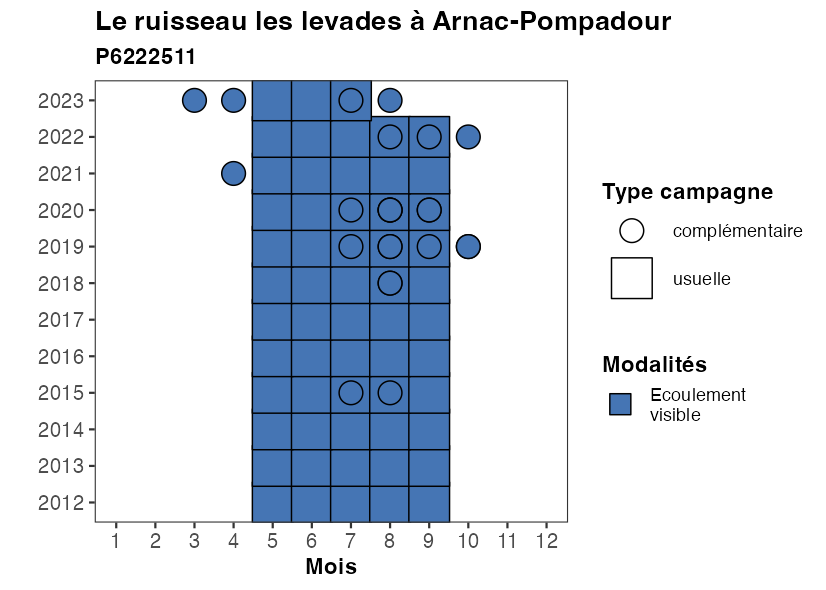 Le ruisseau les levades à Arnac-Pompadour
P6222511
2023
2022
2021
2020
2019
2018
2017
2016
2015
2014
2013
2012
1 2 3 4 5 6 7 8 9 10 11 12
Mois
Type campagne
complémentaire
usuelle
Modalités
Ecoulement
visible